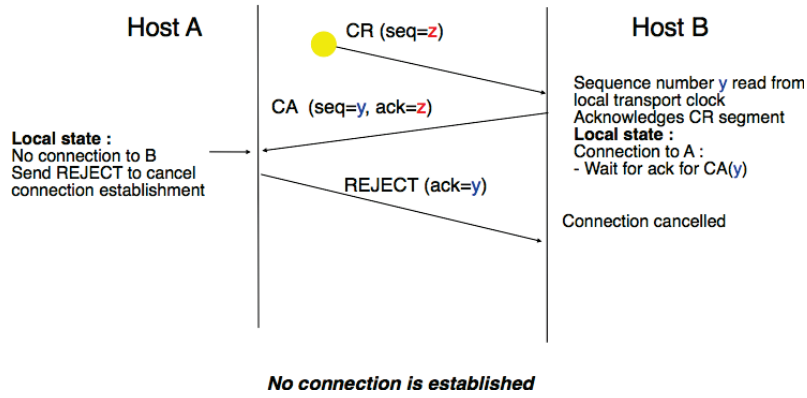 Host A
CR (seq=z)
Host B
CA (seq=y, ack=z)
Sequence number y read from
local transport clock
Acknowledges CR segment
Local state :
Connection to A :
- Wait for ack for CA(y)
Local state :
No connection to B
Send REJECT to cancel
connection establishment
REJECT (ack=y)
Connection cancelled
No connection is established